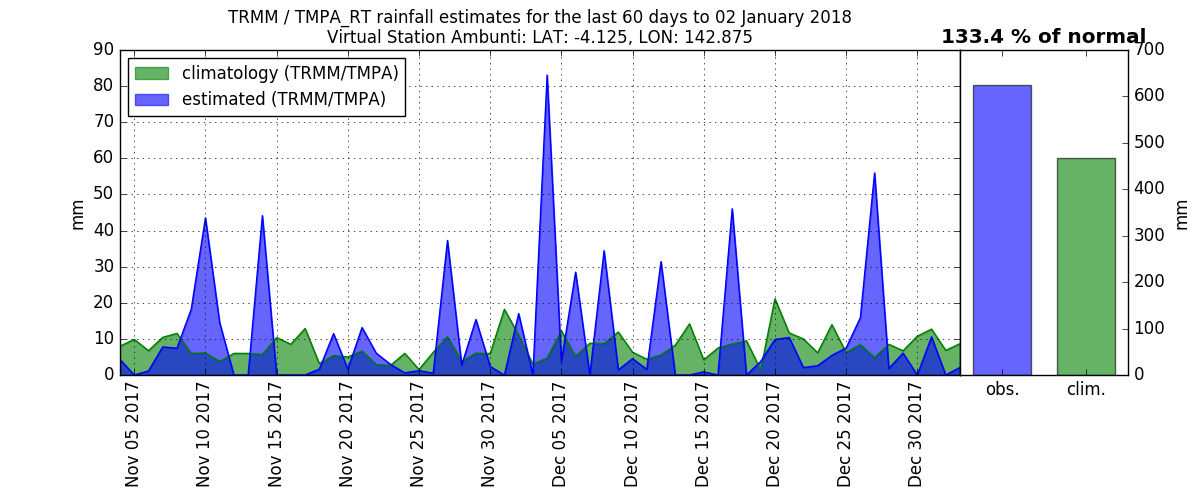 TRMM / TMPA_RT rainfall estimates for the last 60 days to 02 January 2018
Virtual Station Ambunti: LAT: -4.125, LON: 142.875
133.4 % of normal
climatology (TRMM/TMPA)
estimated (TRMM/TMPA)
90
80
70
60
50
40
30
20
10
0
mm
Nov 05 2017
Nov 10 2017
Nov 15 2017
Nov 20 2017
Nov 25 2017
Nov 30 2017
Dec 05 2017
Dec 10 2017
Dec 15 2017
Dec 20 2017
Dec 25 2017
Dec 30 2017
obs.
clim.
700
600
500
400
300
200
100
0
mm